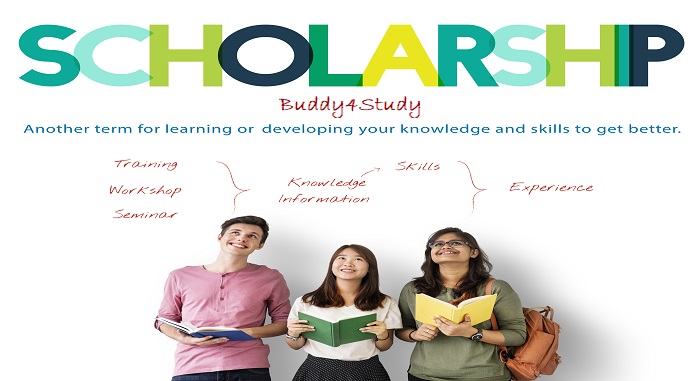 SCHOLARSHIP
Buddy4Study
Another term for learning or developing your knowledge and skills to get better.
Training
Workshop
Seminar
Knowledge
Information
Skills
Experience